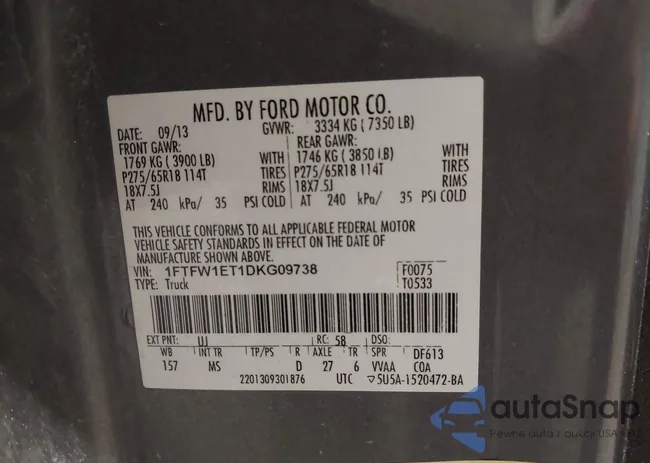 MFD. BY FORD MOTOR CO.
DATE: 09/13 GVWR: 3334 KG ( 7350 LB)
FRONT GAWR: REAR GAWR:
1769 KG ( 3900 LB) WITH 1746 KG ( 3850 LB) WITH
P275/65R18 114T TIRES P275/65R18 114T TIRES
18X7.5J RIMS 18X7.5J RIMS
AT 240 kPa/ 35 PSI COLD AT 240 kPa/ 35 PSI COLD
THIS VEHICLE CONFORMS TO ALL APPLICABLE FEDERAL MOTOR
VEHICLE SAFETY STANDARDS IN EFFECT ON THE DATE OF
MANUFACTURE SHOWN ABOVE.
VIN: 1FTFW1ET1DKG09738 F0075
TYPE: Truck T0533
EXT PNT: UJ RC: 58 DSO:
WB INT TR TP/PS R AXLE TR SPR DF613
157 MS D 27 6 VVAA COA
2201309301876 UTC ▽5U5A-1520472-BA
autaSnap
Pewne auta z aukcji USA